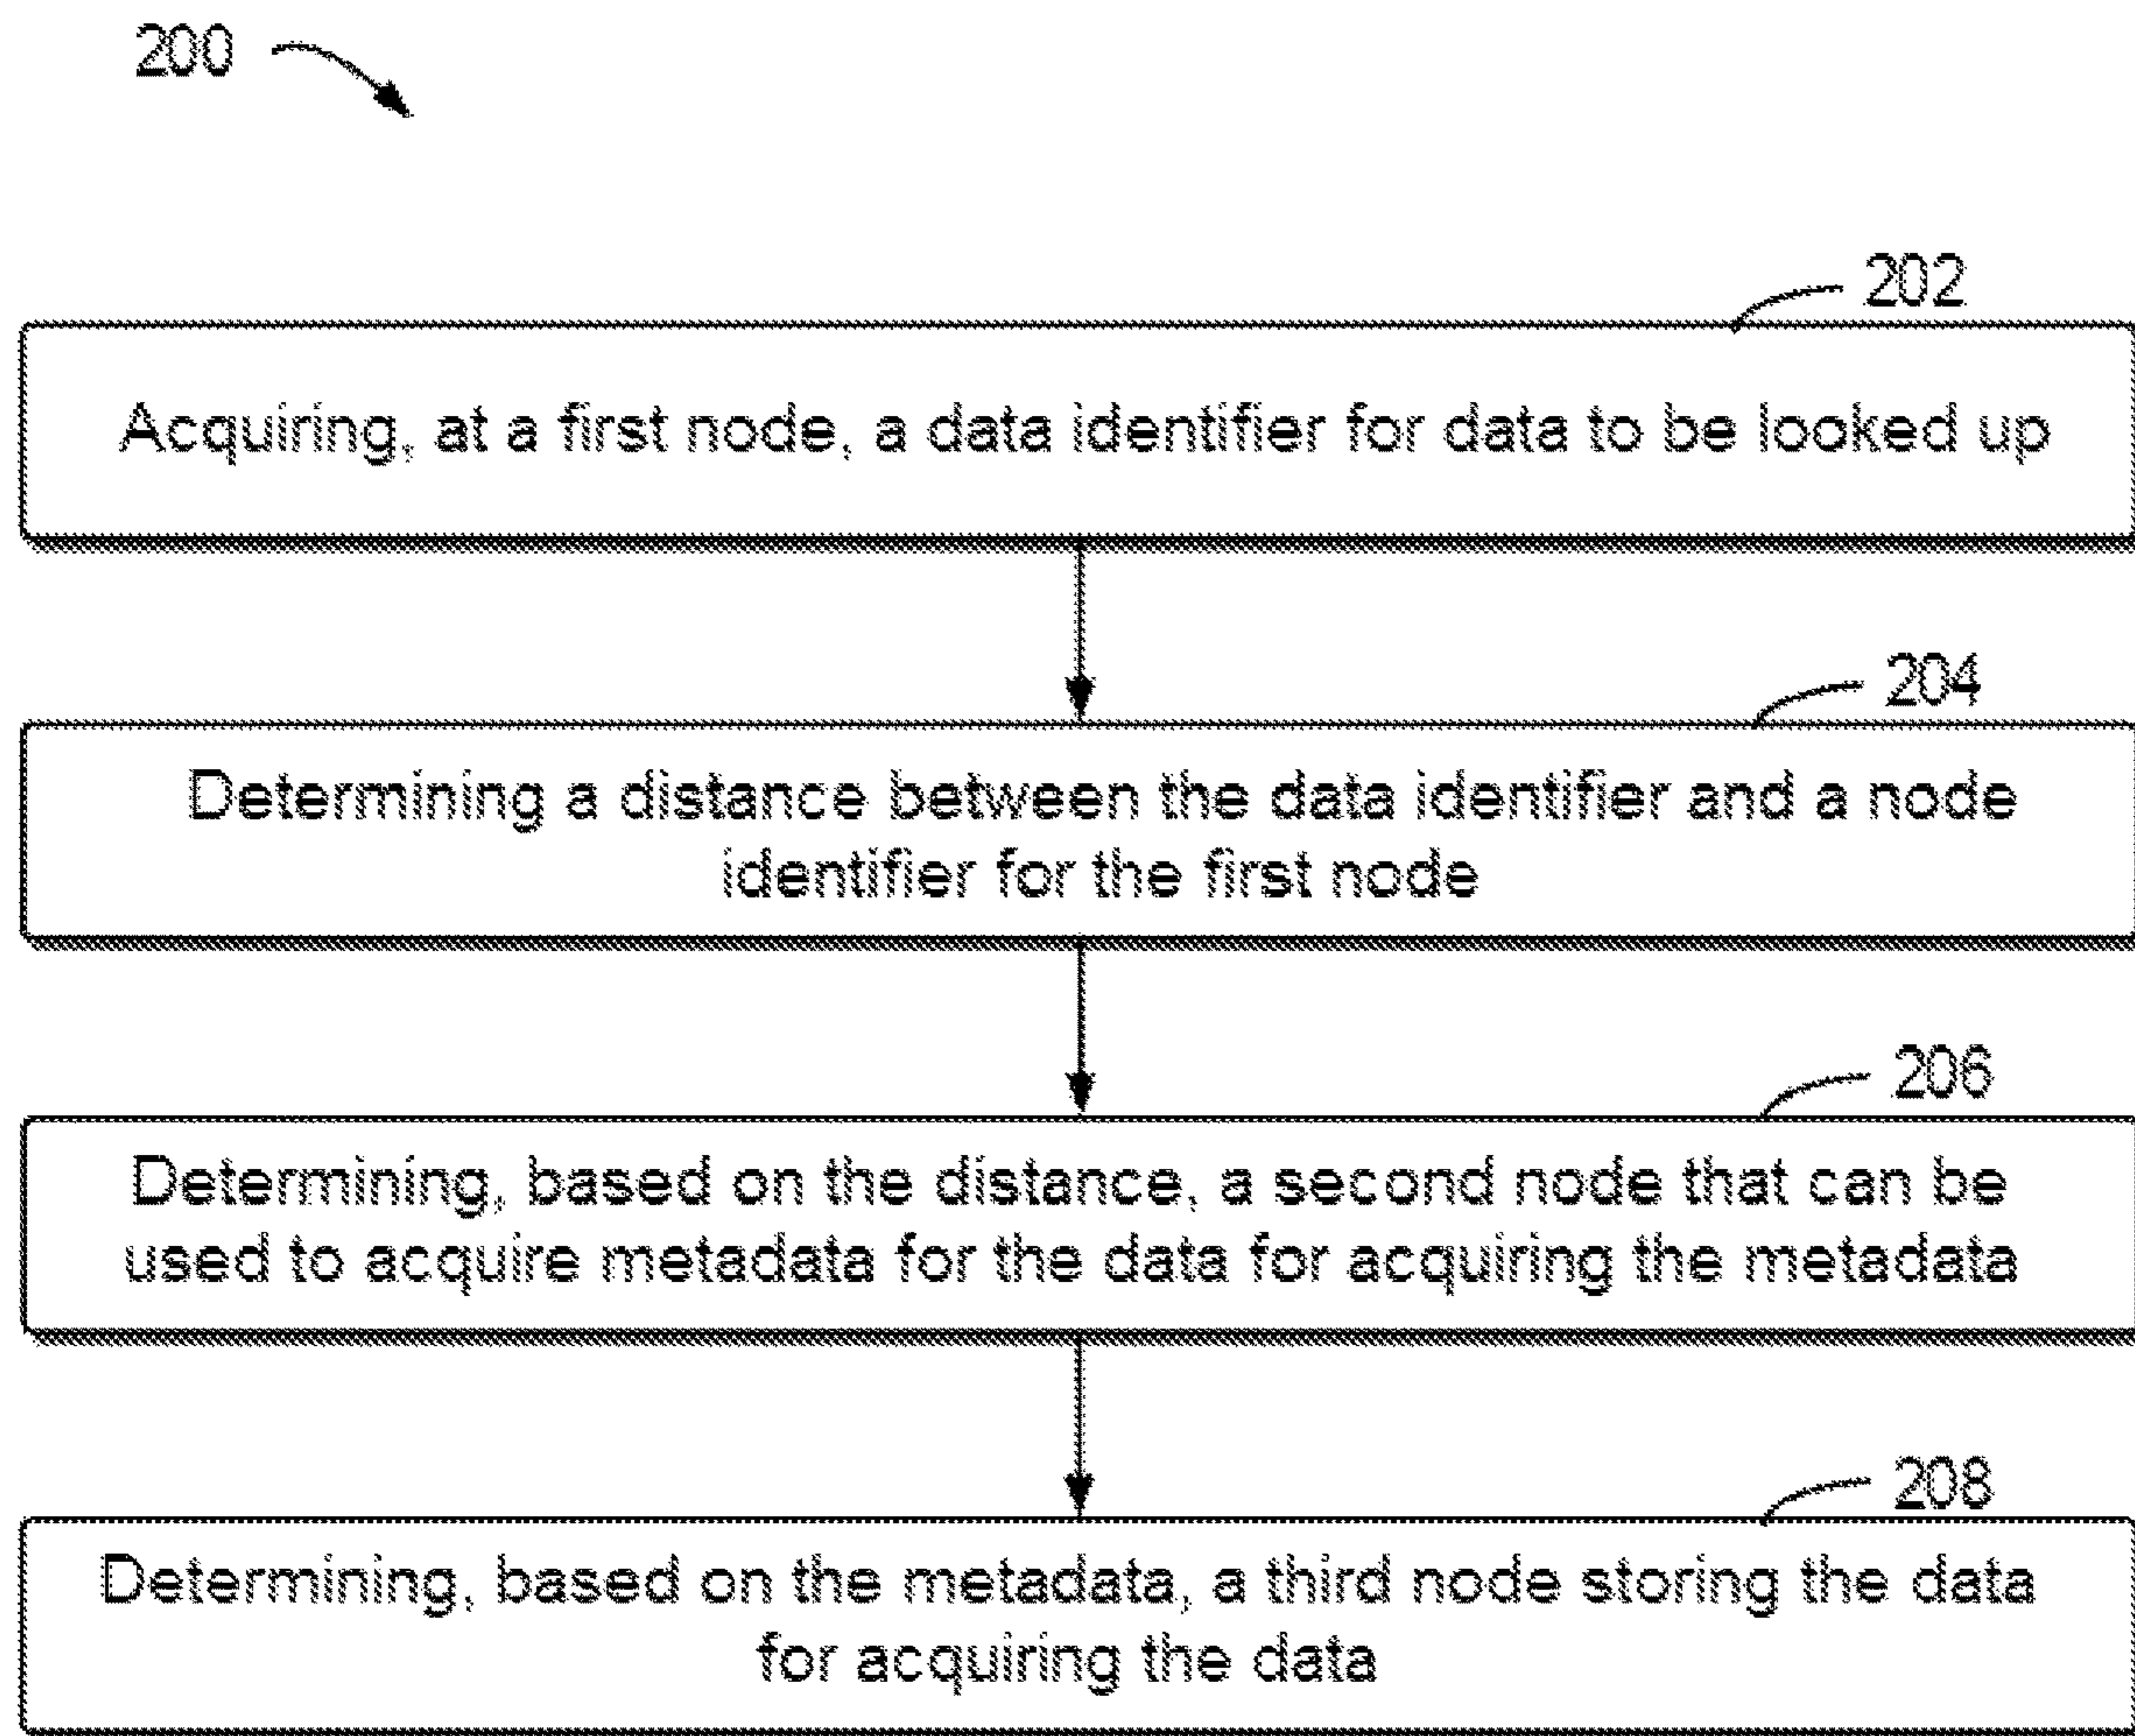 200
202
Acquiring, at a first node, a data identifier for data to be looked up
204
Determining a distance between the data identifier and a node
identifier for the first node
206
Determining, based on the distance, a second node that can be
used to acquire metadata for the data for acquiring the metadata
208
Determining, based on the metadata, a third node storing the data
for acquiring the data